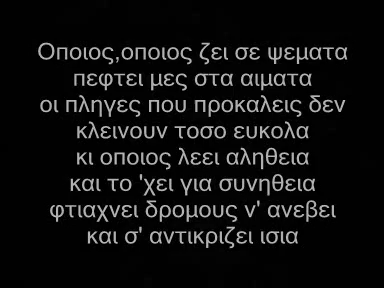 Οποιος,οποιος ζει σε ψεματα
πεφτει μες στα αιματα
οι πληγες που προκαλεις δεν
κλεινουν τοσο ευκολα
κι οποιος λεει αληθεια
και το 'χει για συνηθεια
φτιαχνει δρομους ν' ανεβει
και σ' αντικριζει ισια